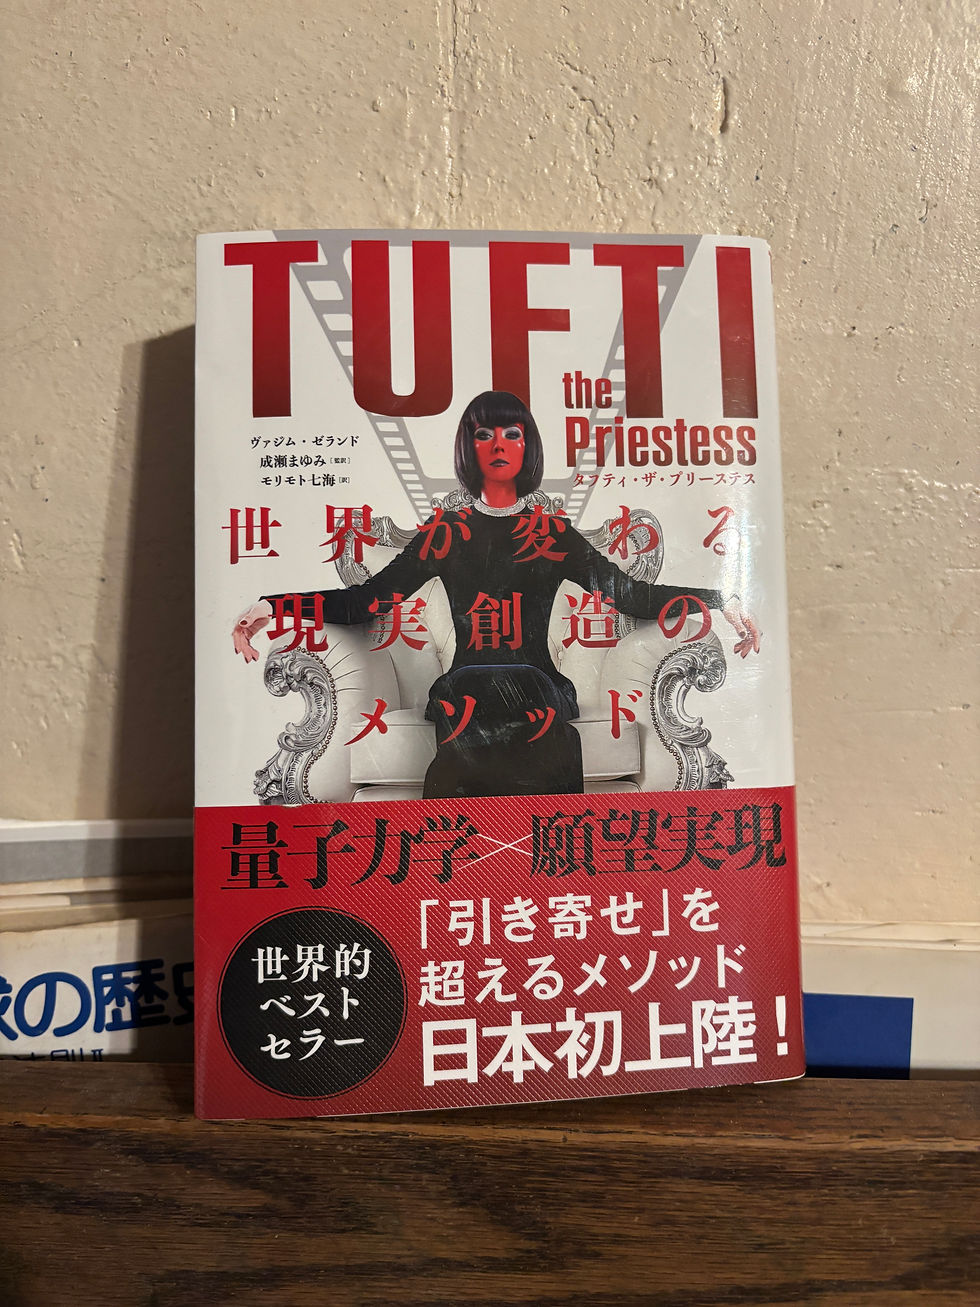 TUFTI
the
Priestess
タフティ・ザ・プリーステス
ヴァジム・ゼランド
成瀬まゆみ[監訳]
モリモト七海[訳]
世界が変わる
現実創造の
メソッド
量子力学×願望実現
世界的
ベスト
セラー
「引き寄せ」を
超えるメソッド
日本初上陸!
の歴史